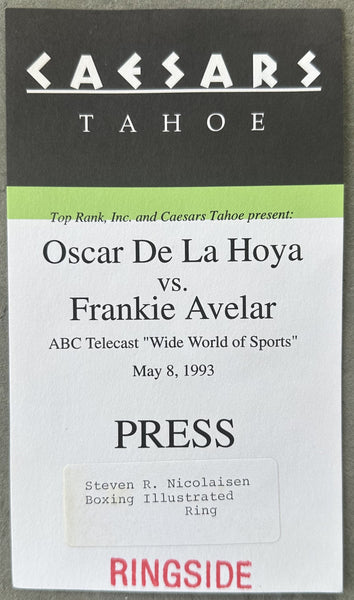 CAESARS
TAHOE
Top Rank, Inc. and Caesars Tahoe present:
Oscar De La Hoya
vs.
Frankie Avelar
ABC Telecast "Wide World of Sports"
May 8, 1993
PRESS
Steven R. Nicolaisen
Boxing Illustrated
Ring
RINGSIDE